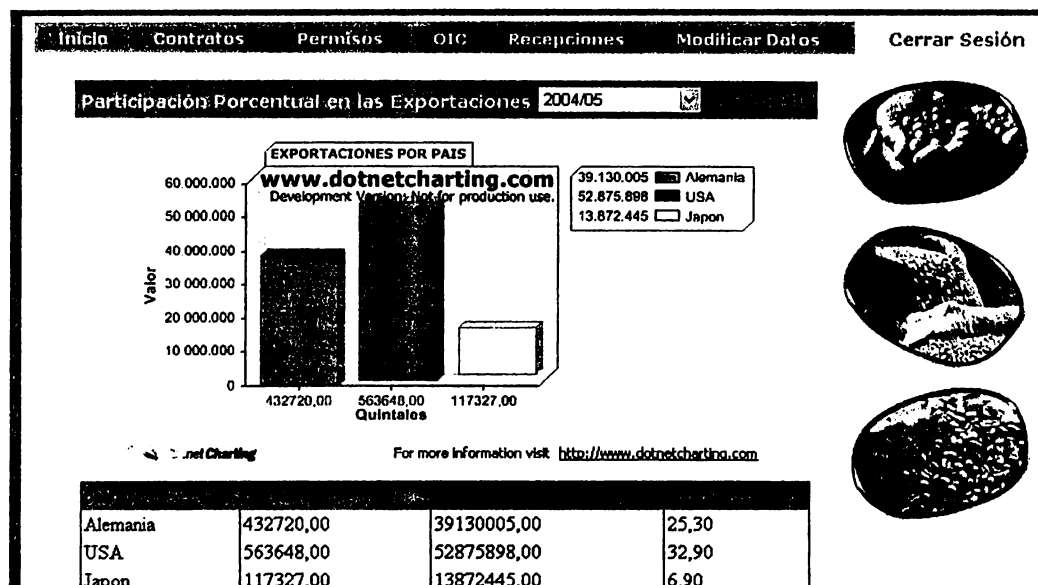 Inicio Contratos Permisos OIC Recepciones Modificar Datos Cerrar Sesión
Participación Porcentual en las Exportaciones 2004/05
EXPORTACIONES POR PAIS
www.dotnetcharting.com
Development Version: Not for production use.
39.130.005 Alemania
52.875.898 USA
13.872.445 Japon
60.000.000
50 000.000
40 000.000
30 000.000
20 000.000
10 000.000
0
Valor
432720,00 563648,00 117327,00
Quintales
.net Charting
For more information visit http://www.dotnetcharting.com
Alemania 432720,00 39130005,00 25,30
USA 563648,00 52875898,00 32,90
Japon 117327,00 13872445,00 6,90